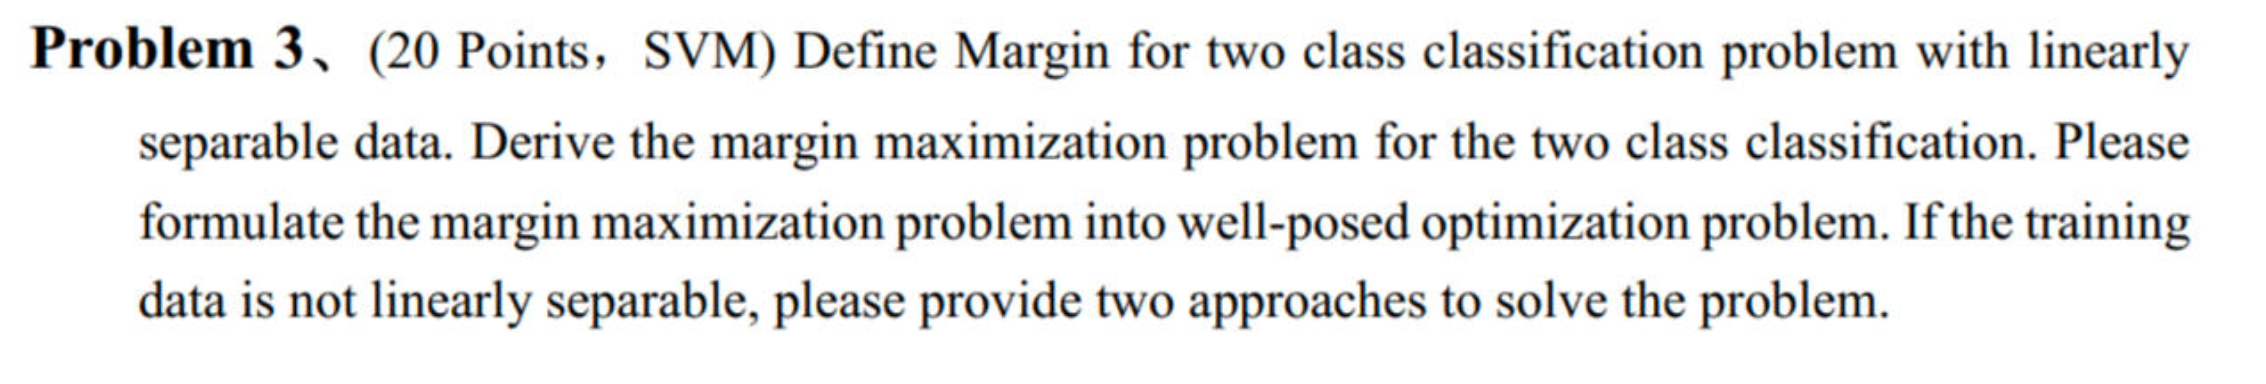 Problem 3、 (20 Points，SVM) Define Margin for two class classification problem with linearly
separable data. Derive the margin maximization problem for the two class classification. Please
formulate the margin maximization problem into well-posed optimization problem. If the training
data is not linearly separable, please provide two approaches to solve the problem.